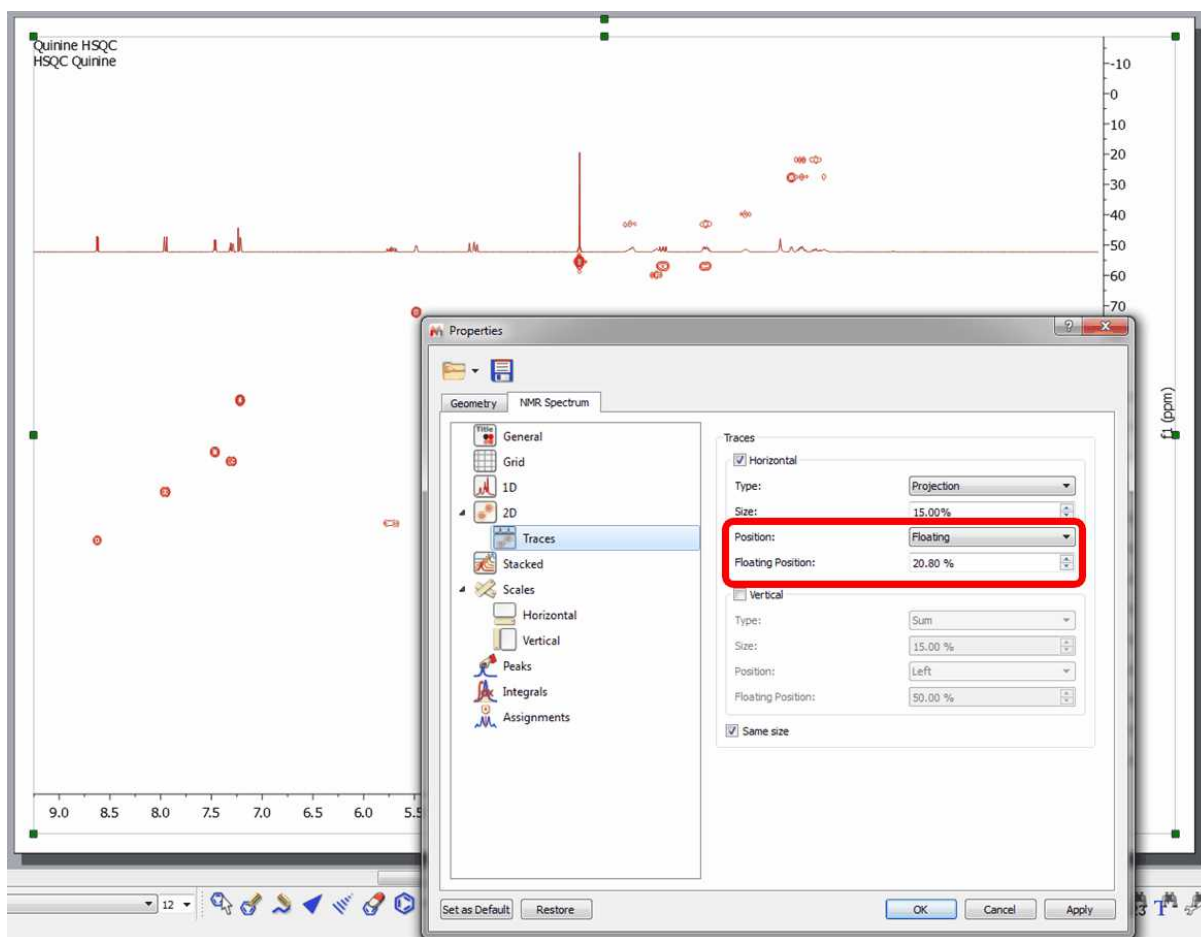 Quinine HSQC
HSQC Quinine
-10
0
10
20
30
40
50
60
70
f1 (ppm)
9.0 8.5 8.0 7.5 7.0 6.5 6.0
Properties
Geometry NMR Spectrum
Title General
Grid
1D
2D
Traces
Stacked
Scales
Horizontal
Vertical
Peaks
Integrals
Assignments
Traces
Horizontal
Type: Projection
Size: 15.00%
Position: Floating
Floating Position: 20.80 %
Vertical
Type: Sum
Size: 15.00 %
Position: Left
Floating Position: 50.00 %
Same size
Set as Default Restore OK Cancel Apply
12